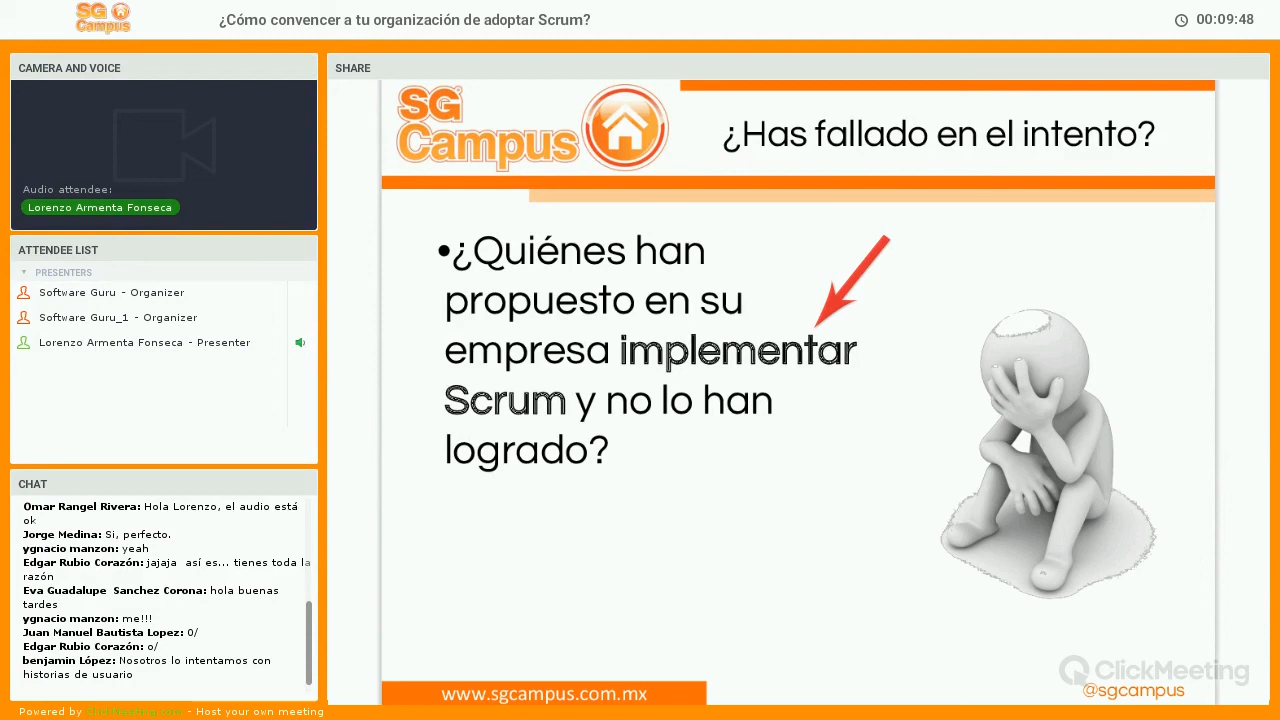 SG
Campus
¿Cómo convencer a tu organización de adoptar Scrum?
00:09:48
CAMERA AND VOICE
Audio attendee:
Lorenzo Armenta Fonseca
ATTENDEE LIST
PRESENTERS
Software Guru - Organizer
Software Guru_1 - Organizer
Lorenzo Armenta Fonseca - Presenter
CHAT
Omar Rangel Rivera: Hola Lorenzo, el audio está
ok
Jorge Medina: Si, perfecto.
ygnacio manzon: yeah
Edgar Rubio Corazón: jajaja así es... tienes toda la
razón
Eva Guadalupe Sanchez Corona: hola buenas
tardes
ygnacio manzon: me!!!
Juan Manuel Bautista Lopez: 0/
Edgar Rubio Corazón: o/
benjamin López: Nosotros lo intentamos con
historias de usuario
Powered by - Host your own meeting
SHARE
SG
Campus
¿Has fallado en el intento?
•¿Quiénes han
propuesto en su
empresa implementar
Scrum y no lo han
logrado?
www.sgcampus.com.mx
ClickMeeting
@sgcampus